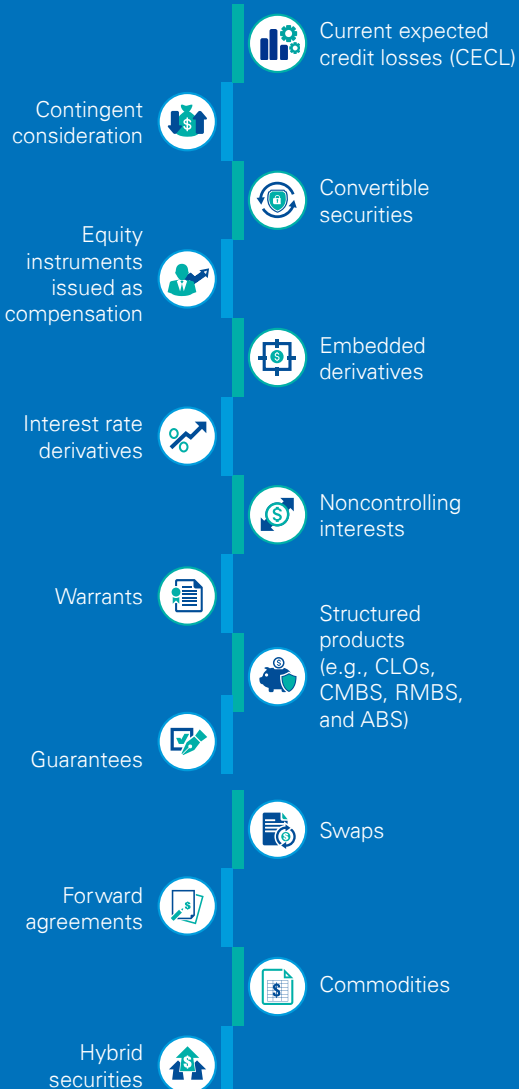 Current expected
credit losses (CECL)
Contingent
consideration
Convertible
securities
Equity
instruments
issued as
compensation
Embedded
derivatives
Interest rate
derivatives
Noncontrolling
interests
Warrants
Structured
products
(e.g., CLOs,
CMBS, RMBS,
and ABS)
Guarantees
Swaps
Forward
agreements
Commodities
Hybrid
securities